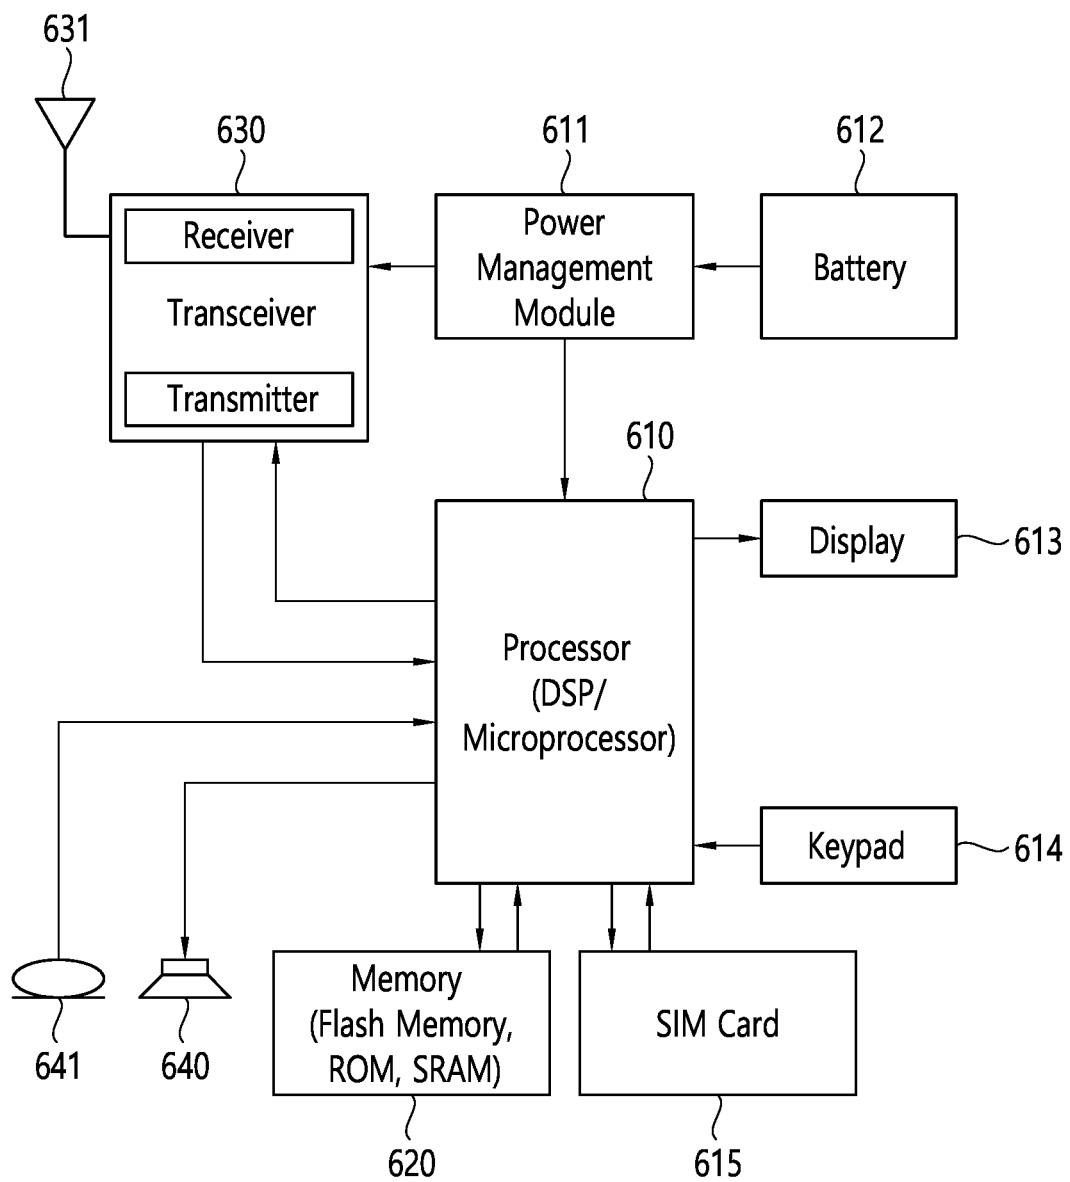 631
630
611
612
Receiver
Transceiver
Transmitter
Power
Management
Module
Battery
610
Display
613
Processor
(DSP/
Microprocessor)
Keypad
614
641
640
Memory
(Flash Memory,
ROM, SRAM)
SIM Card
620
615